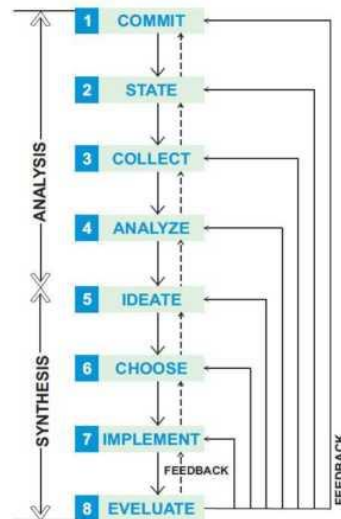 1 COMMIT
2 STATE
3 COLLECT
4 ANALYZE
5 IDEATE
6 CHOOSE
7 IMPLEMENT
FEEDBACK
8 EVELUATE
ANALYSIS
SYNTHESIS
FEEDBACK